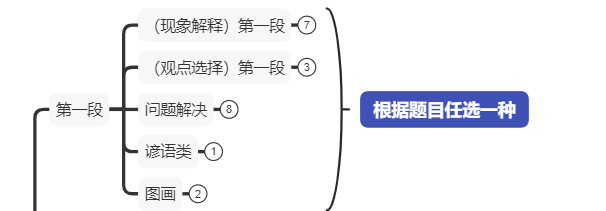 （现象解释）第一段 7
（观点选择）第一段 3
第一段
问题解决 8
根据题目任选一种
谚语类 1
图画 2